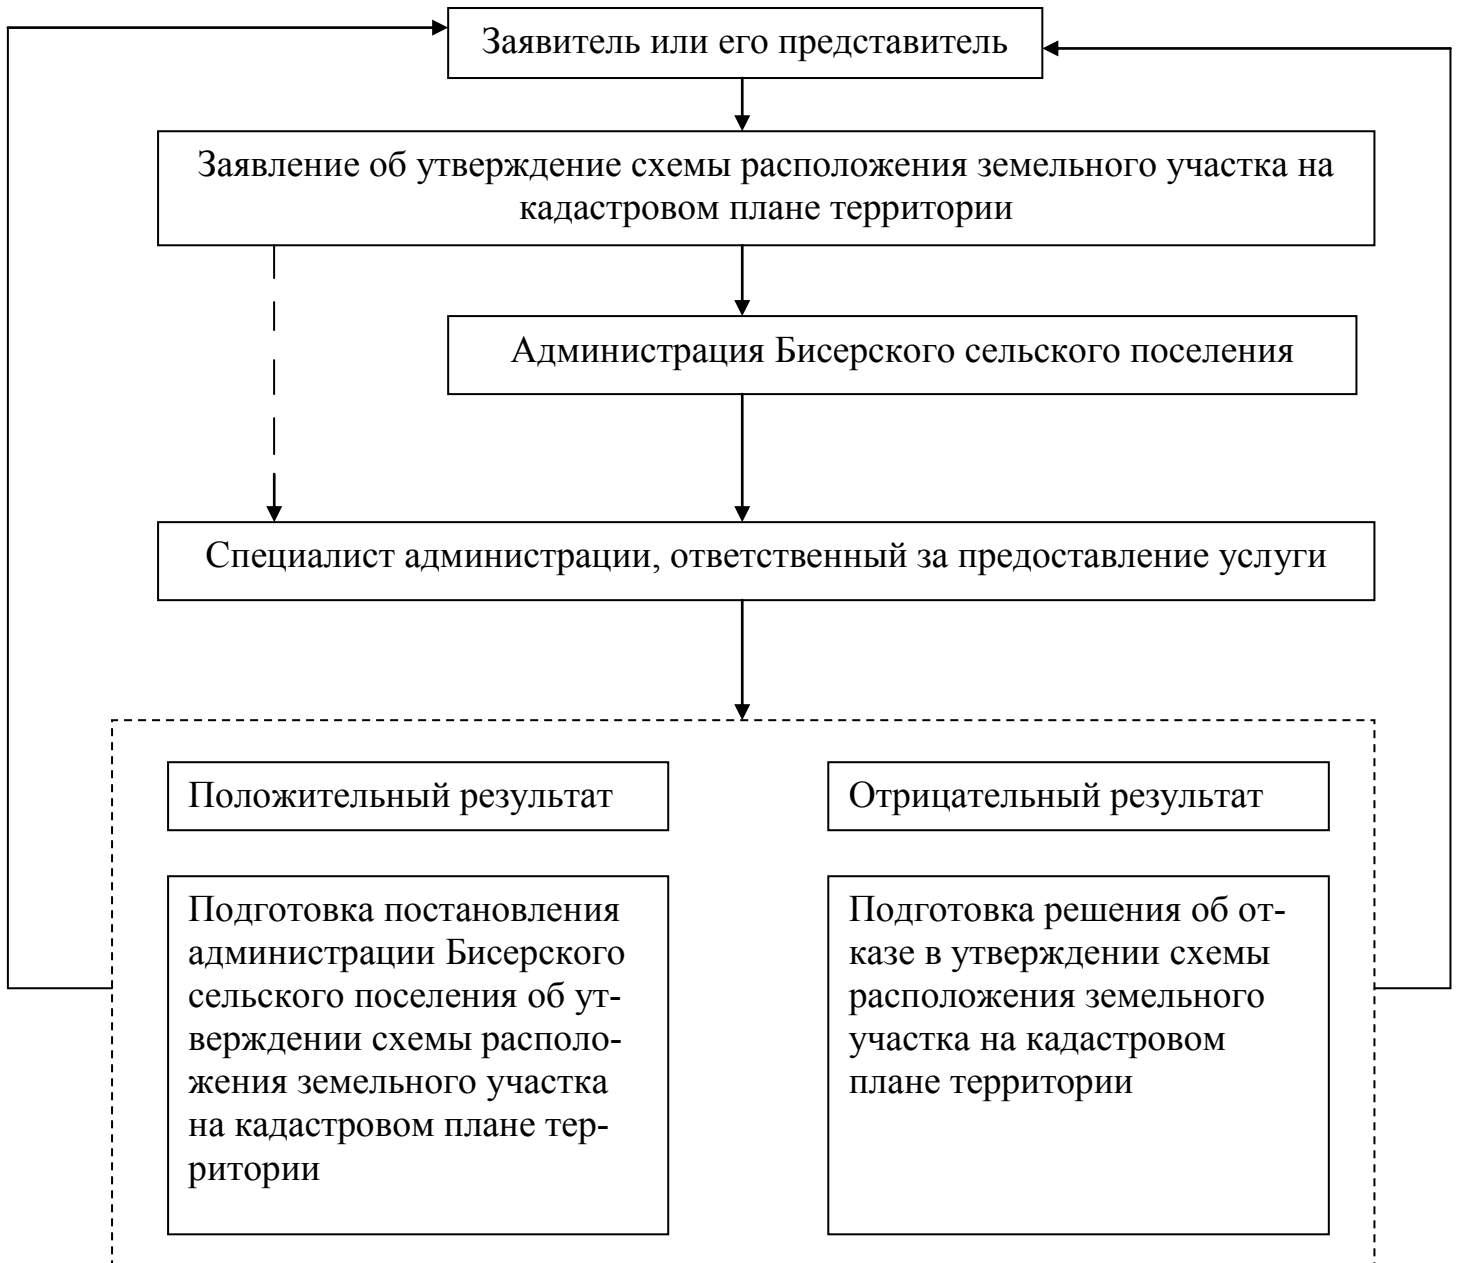 Заявитель или его представитель
Заявление об утверждение схемы расположения земельного участка на
кадастровом плане территории
Администрация Бисерского сельского поселения
Специалист администрации, ответственный за предоставление услуги
Положительный результат
Отрицательный результат
Подготовка постановления
администрации Бисерского
сельского поселения об ут-
верждении схемы располо-
жения земельного участка
на кадастровом плане тер-
ритории
Подготовка решения об от-
казе в утверждении схемы
расположения земельного
участка на кадастровом
плане территории